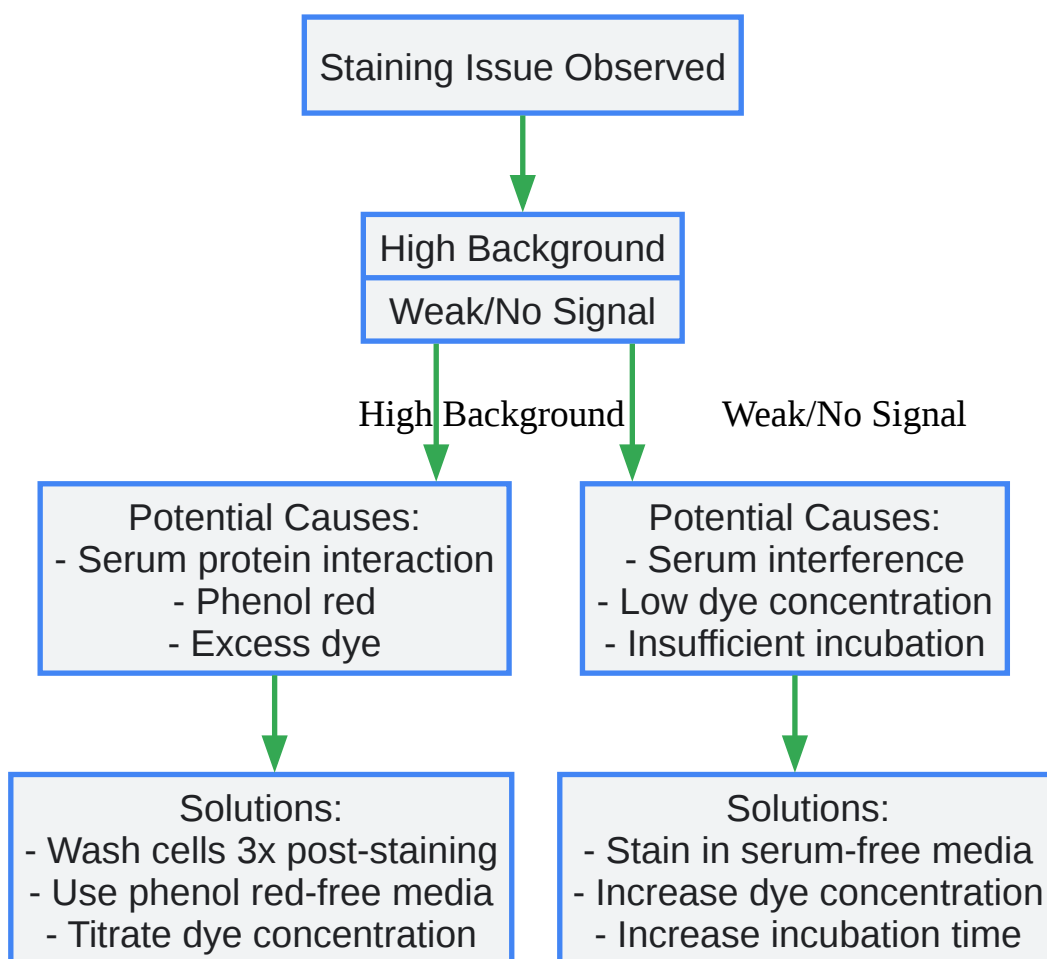 Staining Issue Observed
High Background
Weak/No Signal
High Background
Weak/No Signal
Potential Causes:
- Serum protein interaction
- Phenol red
- Excess dye
Potential Causes:
- Serum interference
- Low dye concentration
- Insufficient incubation
Solutions:
- Wash cells 3x post-staining
- Use phenol red-free media
- Titrate dye concentration
Solutions:
- Stain in serum-free media
- Increase dye concentration
- Increase incubation time